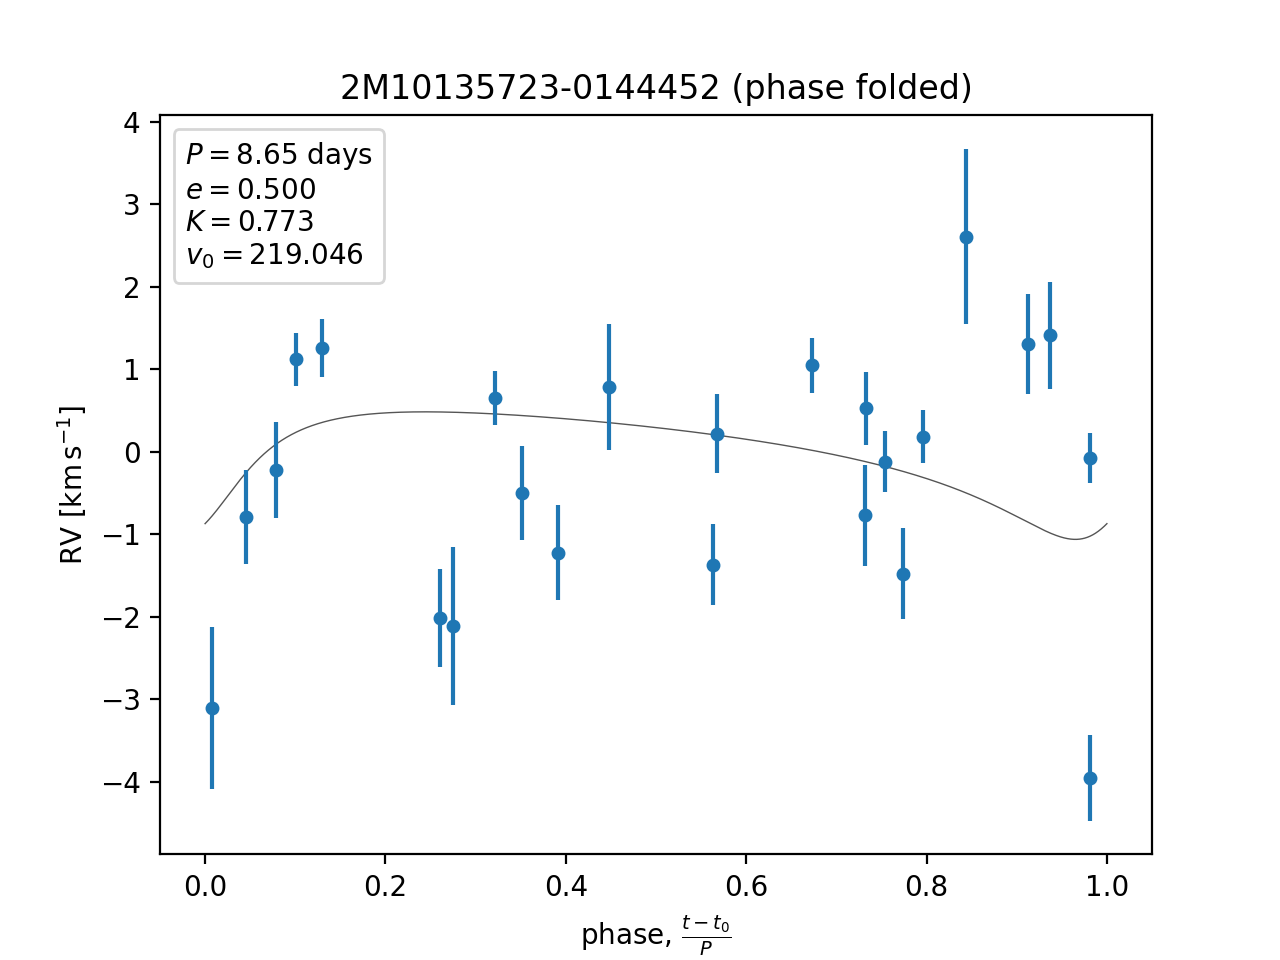 2M10135723-0144452 (phase folded)
P = 8.65 days
e = 0.500
K = 0.773
v₀ = 219.046
4
3
2
1
0
−1
−2
−3
−4
RV [km s⁻¹]
0.0 0.2 0.4 0.6 0.8 1.0
phase, (t − t₀)/P